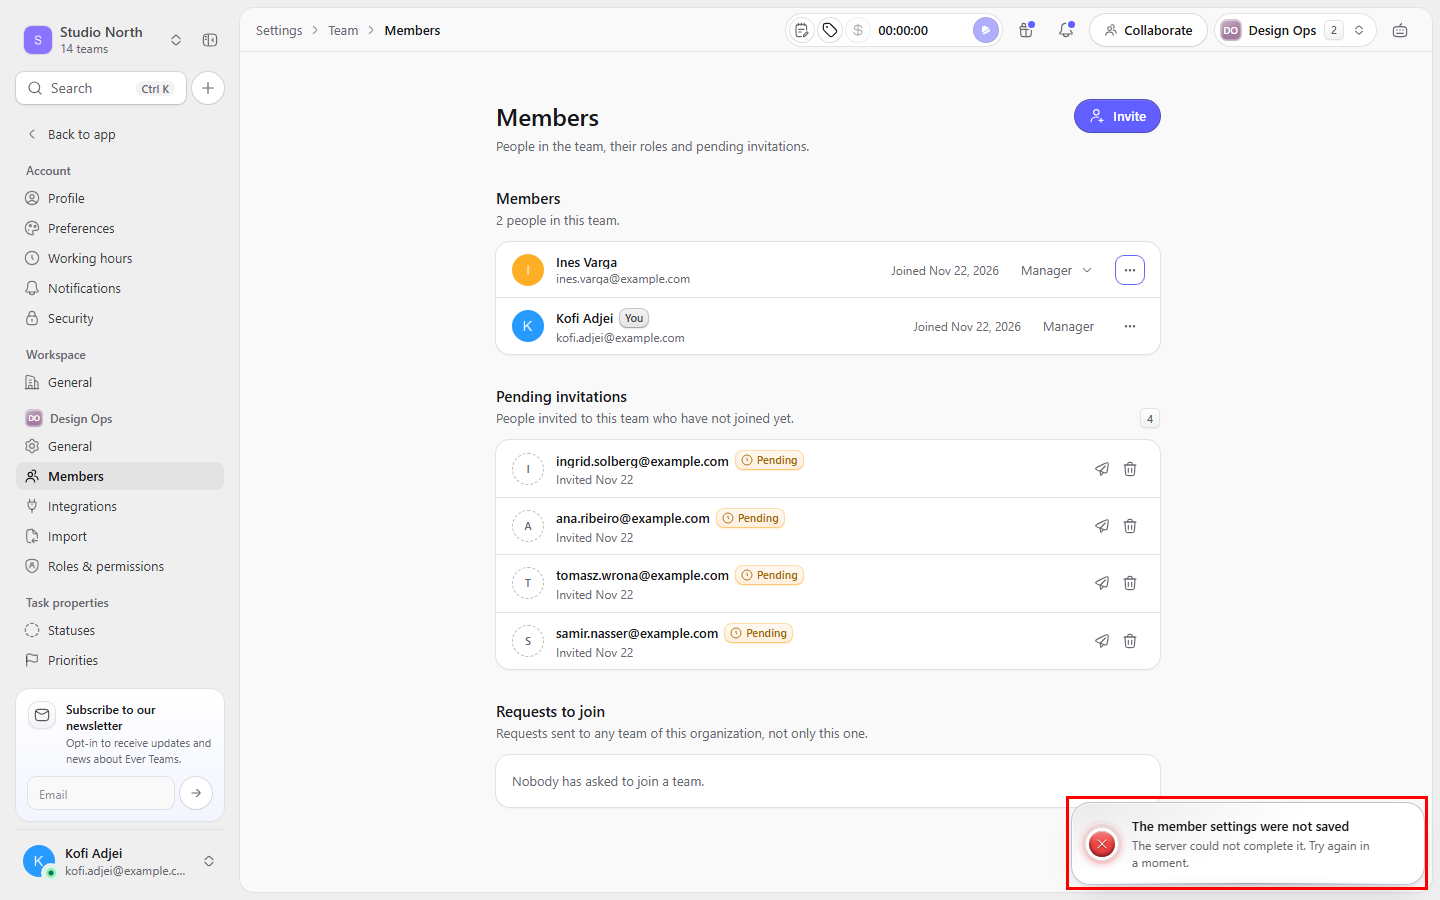 S
Studio North
14 teams
Search
Ctrl K
Back to app
Account
Profile
Preferences
Working hours
Notifications
Security
Workspace
General
DO
Design Ops
General
Members
Integrations
Import
Roles & permissions
Task properties
Statuses
Priorities
Subscribe to our
newsletter
Opt-in to receive updates and
news about Ever Teams.
Email
K
Kofi Adjei
kofi.adjei@example.c...
Settings
Team
Members
00:00:00
Collaborate
DO
Design Ops
2
Members
People in the team, their roles and pending invitations.
Invite
Members
2 people in this team.
I
Ines Varga
ines.varga@example.com
Joined Nov 22, 2026
Manager
K
Kofi Adjei
You
kofi.adjei@example.com
Joined Nov 22, 2026
Manager
Pending invitations
People invited to this team who have not joined yet.
4
I
ingrid.solberg@example.com
Pending
Invited Nov 22
A
ana.ribeiro@example.com
Pending
Invited Nov 22
T
tomasz.wrona@example.com
Pending
Invited Nov 22
S
samir.nasser@example.com
Pending
Invited Nov 22
Requests to join
Requests sent to any team of this organization, not only this one.
Nobody has asked to join a team.
The member settings were not saved
The server could not complete it. Try again in
a moment.